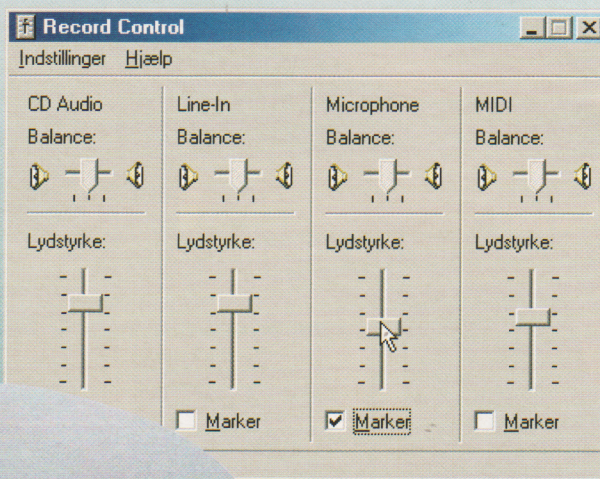 Record Control
Indstillinger Hjælp
CD Audio Line-In Microphone MIDI
Balance: Balance: Balance: Balance:
Lydstyrke: Lydstyrke: Lydstyrke: Lydstyrke:
Marker Marker Marker